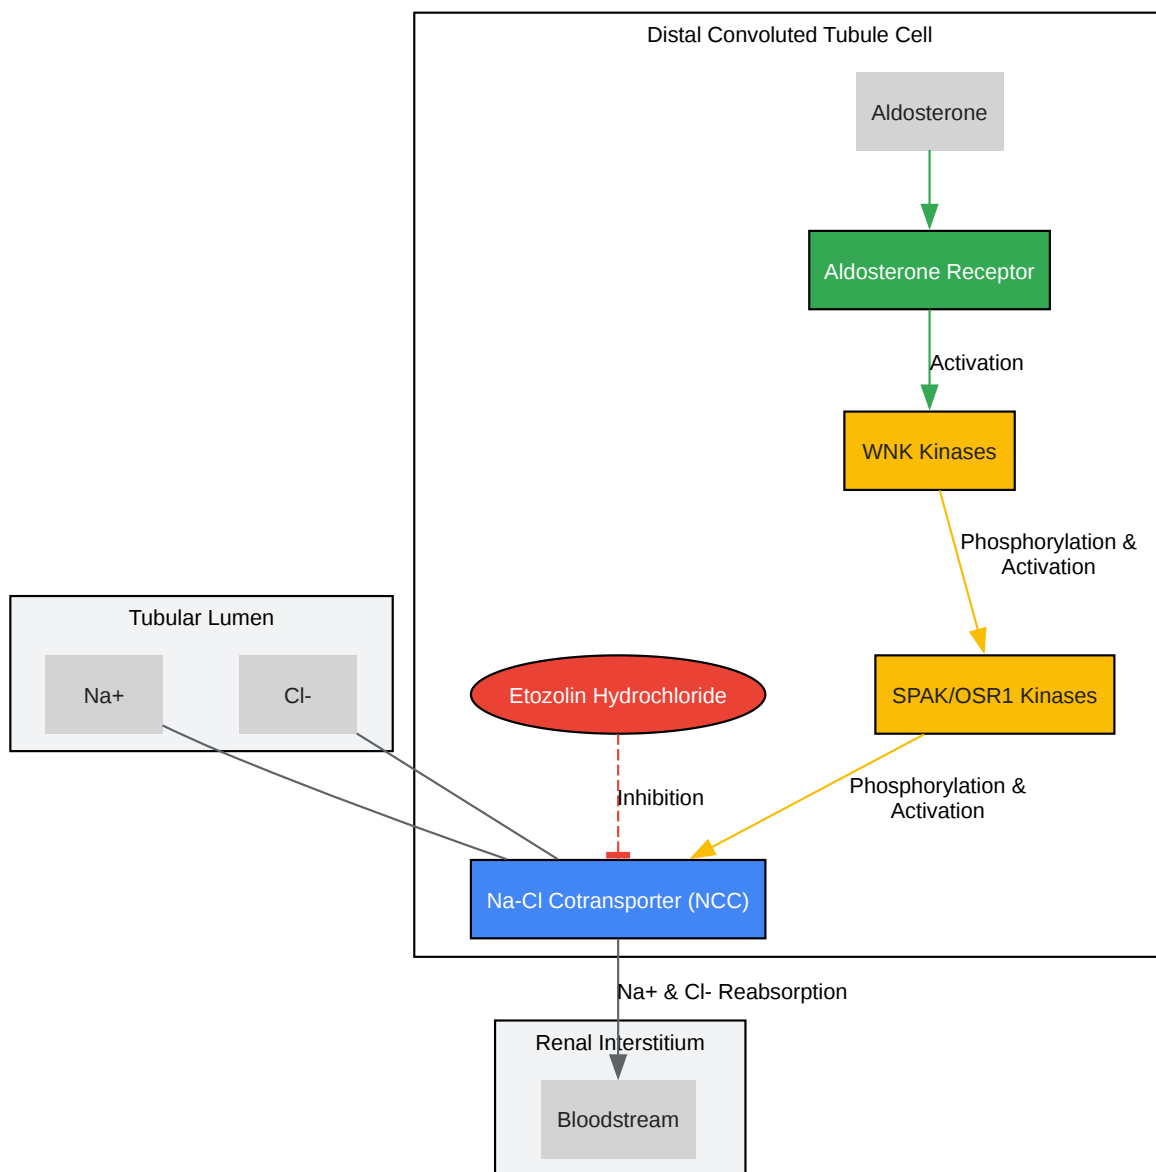 Distal Convoluted Tubule Cell
Aldosterone
Aldosterone Receptor
Activation
WNK Kinases
Phosphorylation &
Activation
Tubular Lumen
Na+
Cl-
Etozolin Hydrochloride
SPAK/OSR1 Kinases
Inhibition
Phosphorylation &
Activation
Na-Cl Cotransporter (NCC)
Na+ & Cl- Reabsorption
Renal Interstitium
Bloodstream